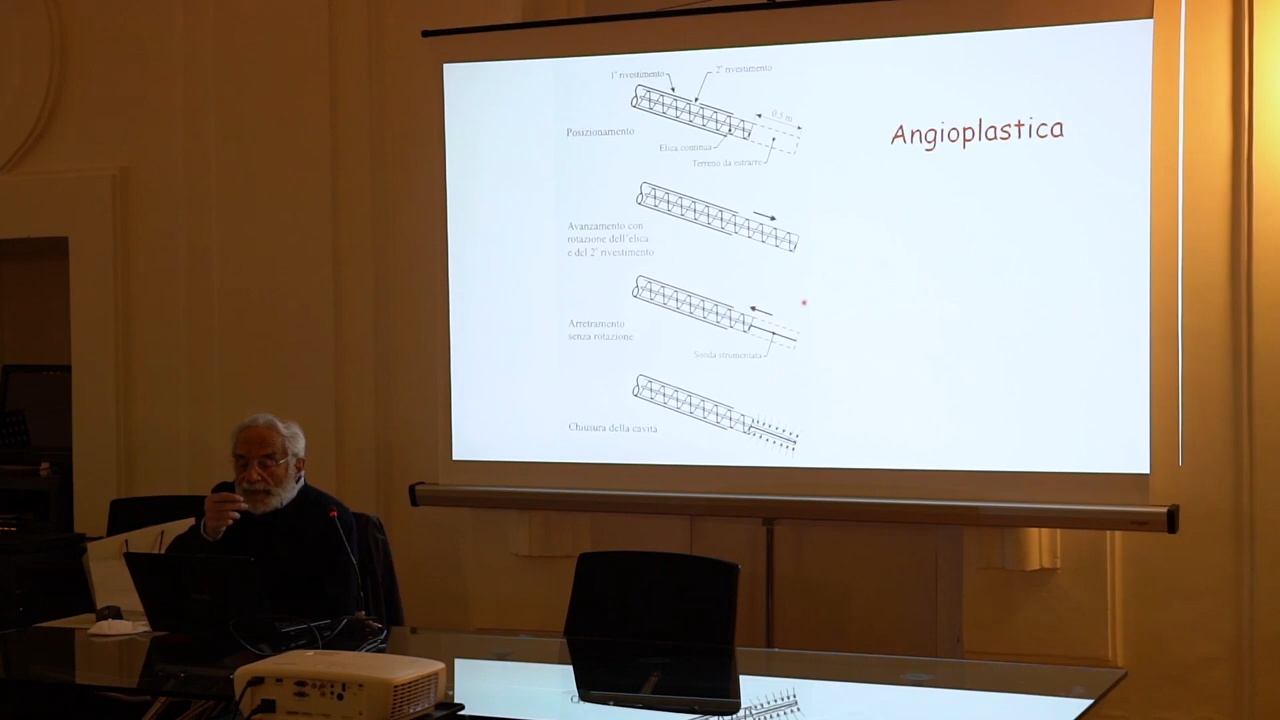 1° rivestimento
2° rivestimento
0.5 m
Angioplastica
Posizionamento
Elica continua
Terreno da estrarre
Avanzamento con
rotazione dell'elica
e del 2° rivestimento
Arretramento
senza rotazione
Sonda strumentata
Chiusura della cavità